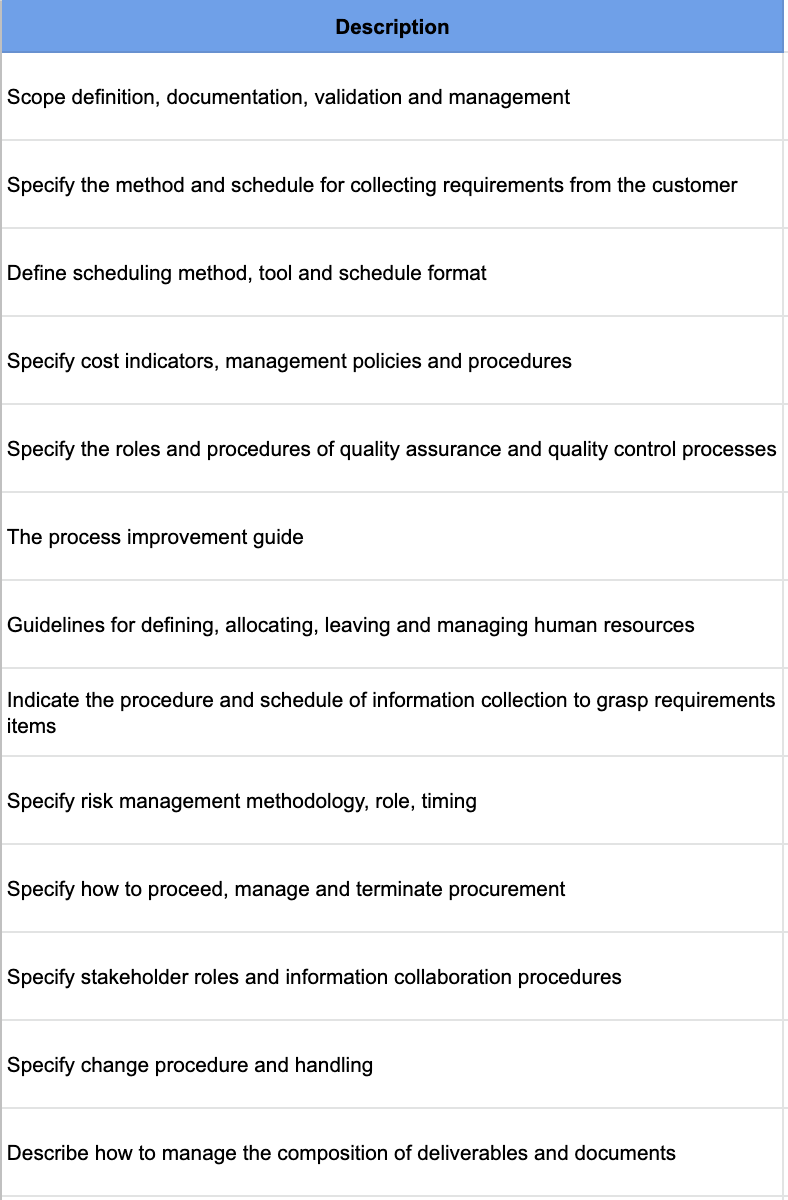 Description
Scope definition, documentation, validation and management
Specify the method and schedule for collecting requirements from the customer
Define scheduling method, tool and schedule format
Specify cost indicators, management policies and procedures
Specify the roles and procedures of quality assurance and quality control processes
The process improvement guide
Guidelines for defining, allocating, leaving and managing human resources
Indicate the procedure and schedule of information collection to grasp requirements
items
Specify risk management methodology, role, timing
Specify how to proceed, manage and terminate procurement
Specify stakeholder roles and information collaboration procedures
Specify change procedure and handling
Describe how to manage the composition of deliverables and documents